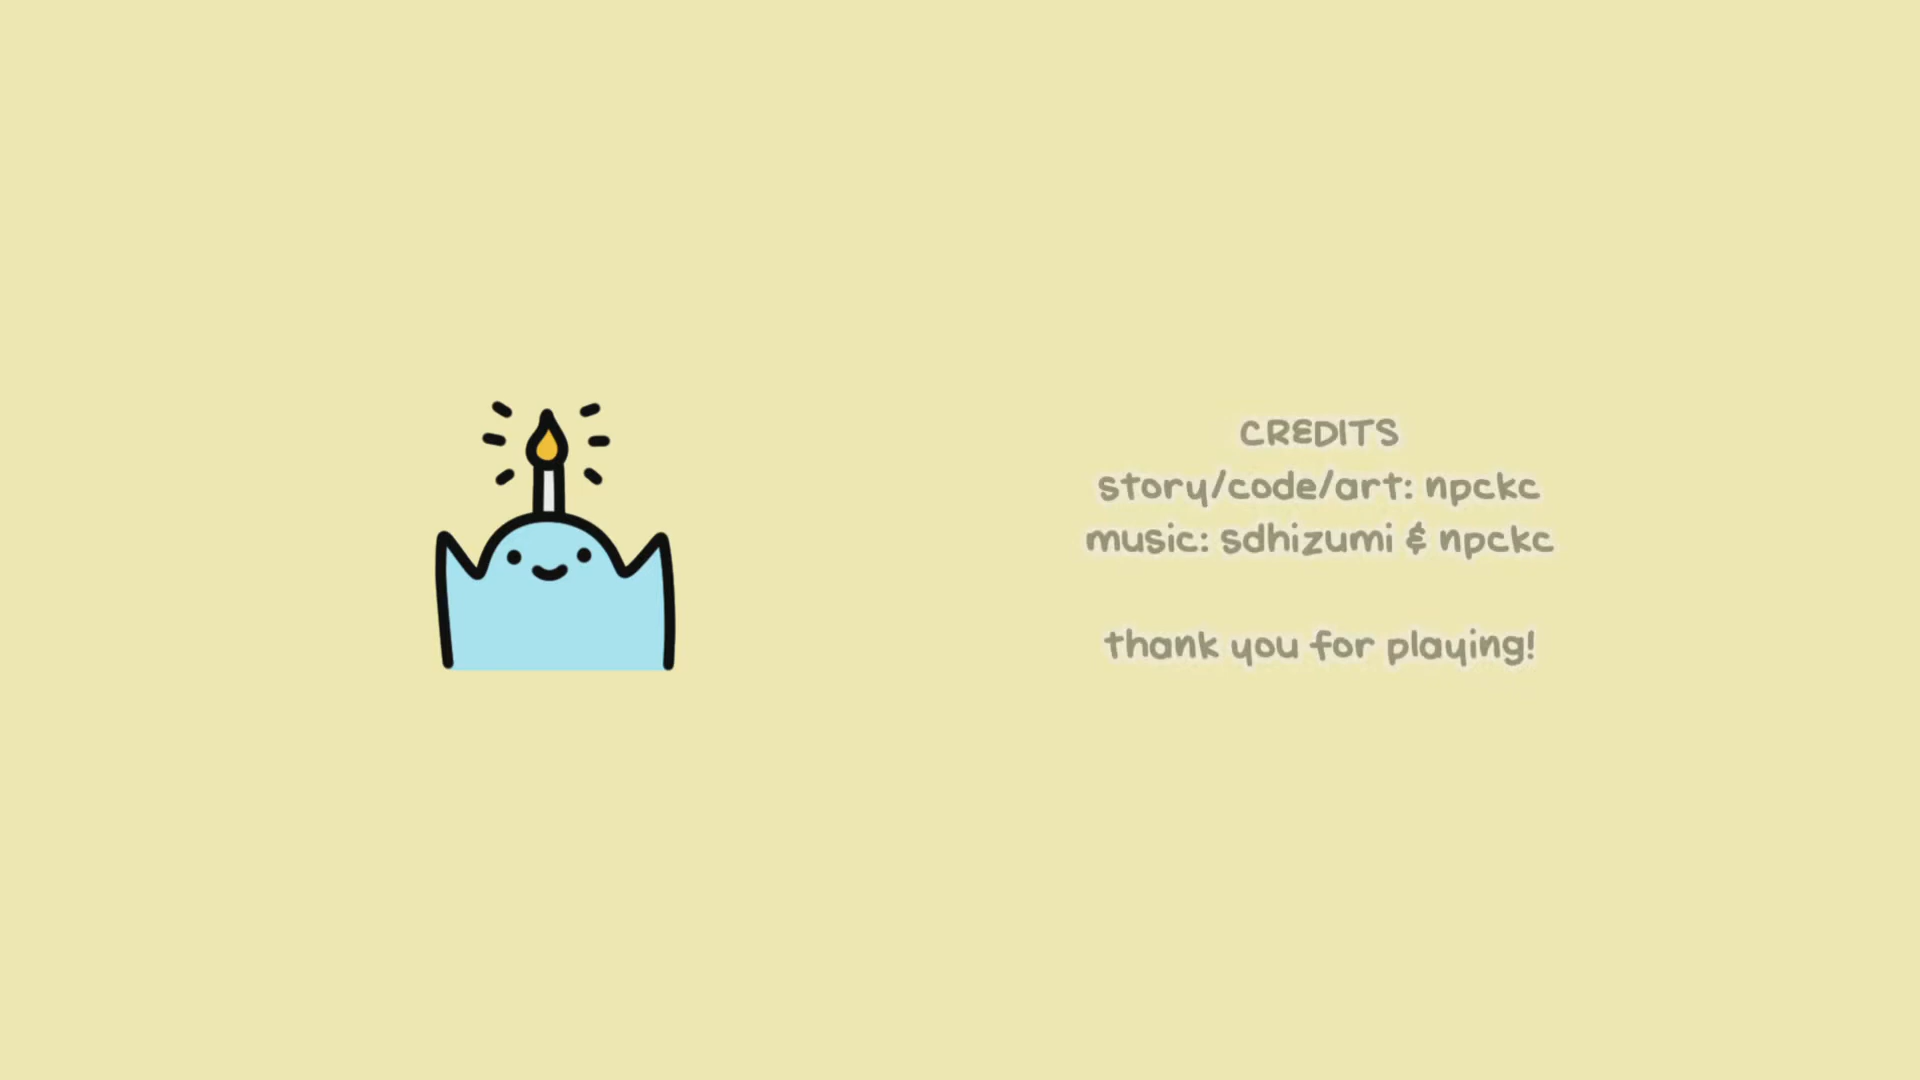 CREDITS
story/code/art: npckc
music: sdhizumi & npckc
thank you for playing!